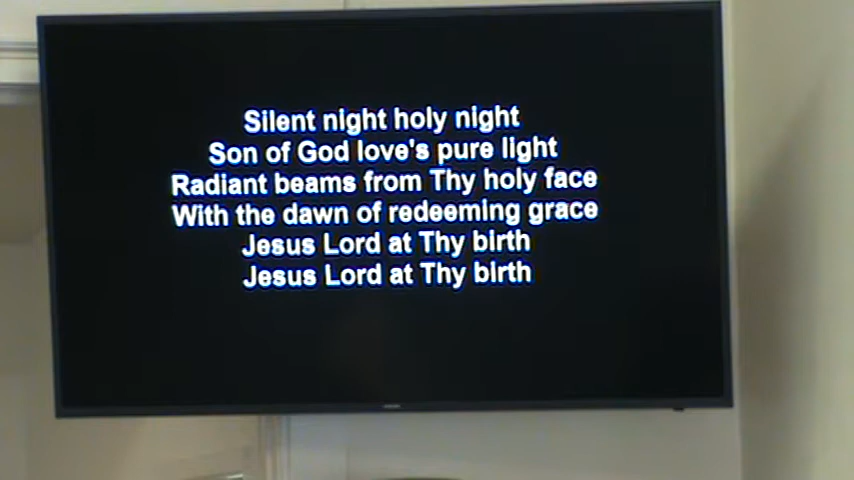 Silent night holy night
Son of God love's pure light
Radiant beams from Thy holy face
With the dawn of redeeming grace
Jesus Lord at Thy birth
Jesus Lord at Thy birth